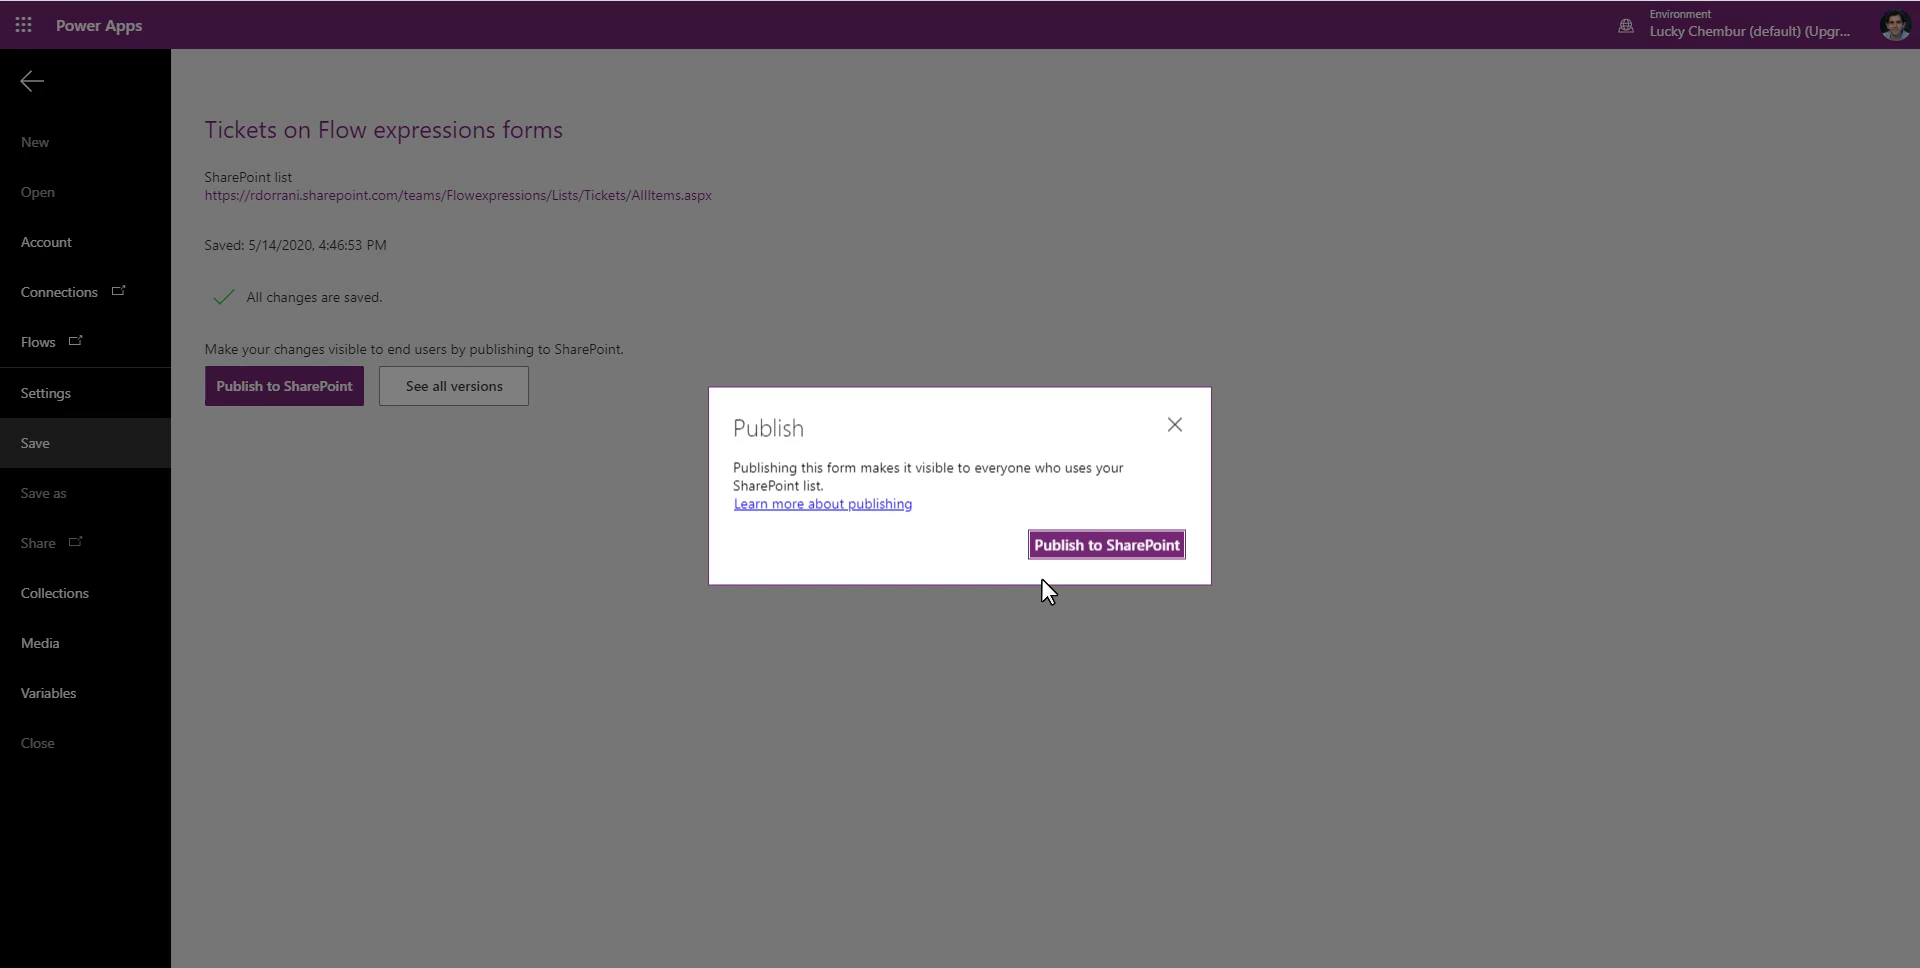 Power Apps
Environment
Lucky Chembur (default) (Upgr...
New
Open
Account
Connections
Flows
Settings
Save
Save as
Share
Collections
Media
Variables
Close
Tickets on Flow expressions forms
SharePoint list
https://rdorrani.sharepoint.com/teams/Flowexpressions/Lists/Tickets/AllItems.aspx
Saved: 5/14/2020, 4:46:53 PM
All changes are saved.
Make your changes visible to end users by publishing to SharePoint.
Publish to SharePoint
See all versions
Publish
Publishing this form makes it visible to everyone who uses your
SharePoint list.
Learn more about publishing
Publish to SharePoint